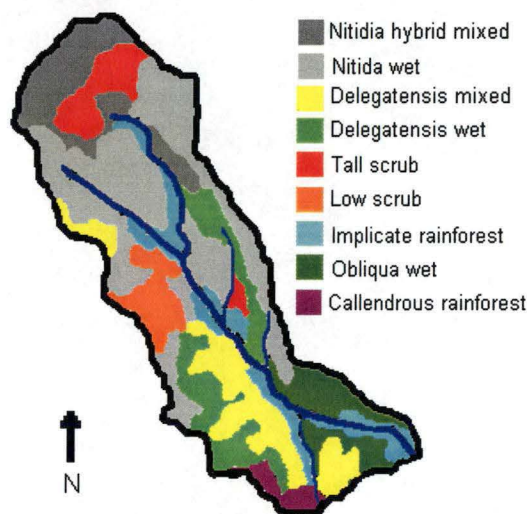 Nitidia hybrid mixed
Nitida wet
Delegatensis mixed
Delegatensis wet
Tall scrub
Low scrub
Implicate rainforest
Obliqua wet
Callendrous rainforest
N